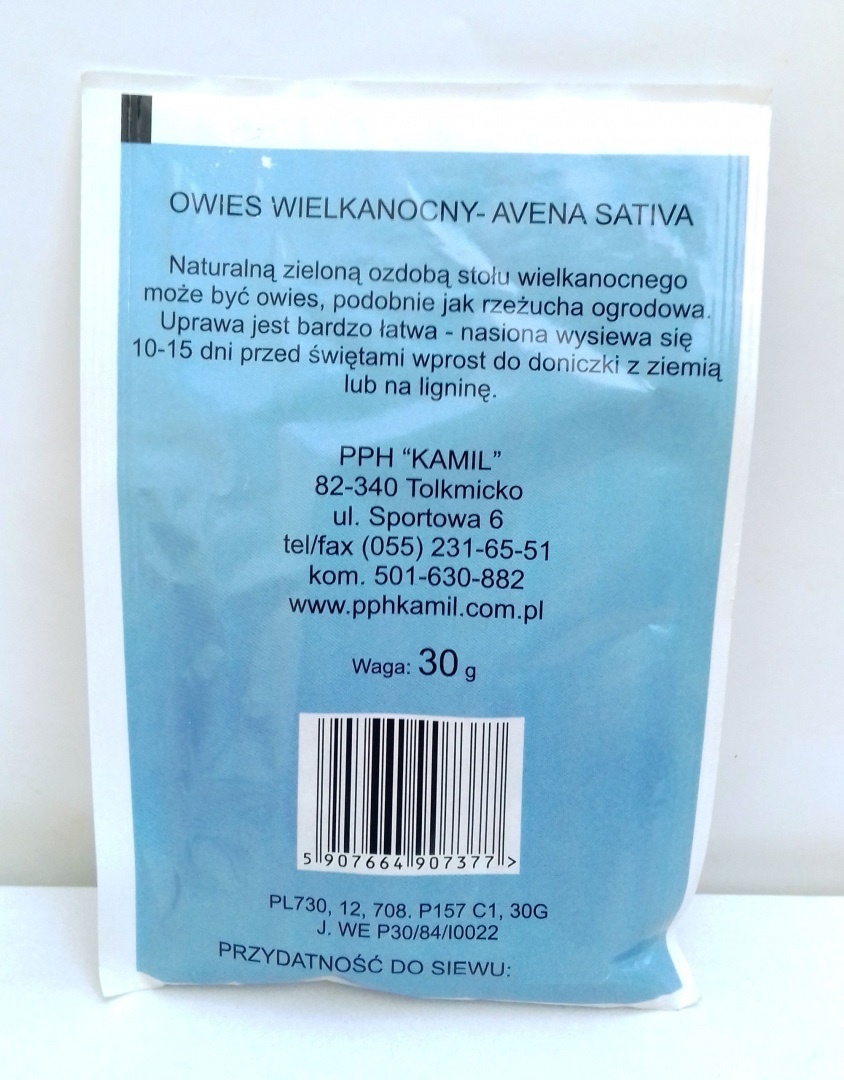 OWIES WIELKANOCNY- AVENA SATIVA
Naturalną zieloną ozdobą stołu wielkanocnego
może być owies, podobnie jak rzeżucha ogrodowa.
Uprawa jest bardzo łatwa - nasiona wysiewa się
10-15 dni przed świętami wprost do doniczki z ziemią
lub na ligninę.
PPH “KAMIL”
82-340 Tolkmicko
ul. Sportowa 6
tel/fax (055) 231-65-51
kom. 501-630-882
www.pphkamil.com.pl
Waga: 30 g
5 907664 907377 >
PL730, 12, 708. P157 C1, 30G
J. WE P30/84/I0022
PRZYDATNOŚĆ DO SIEWU: